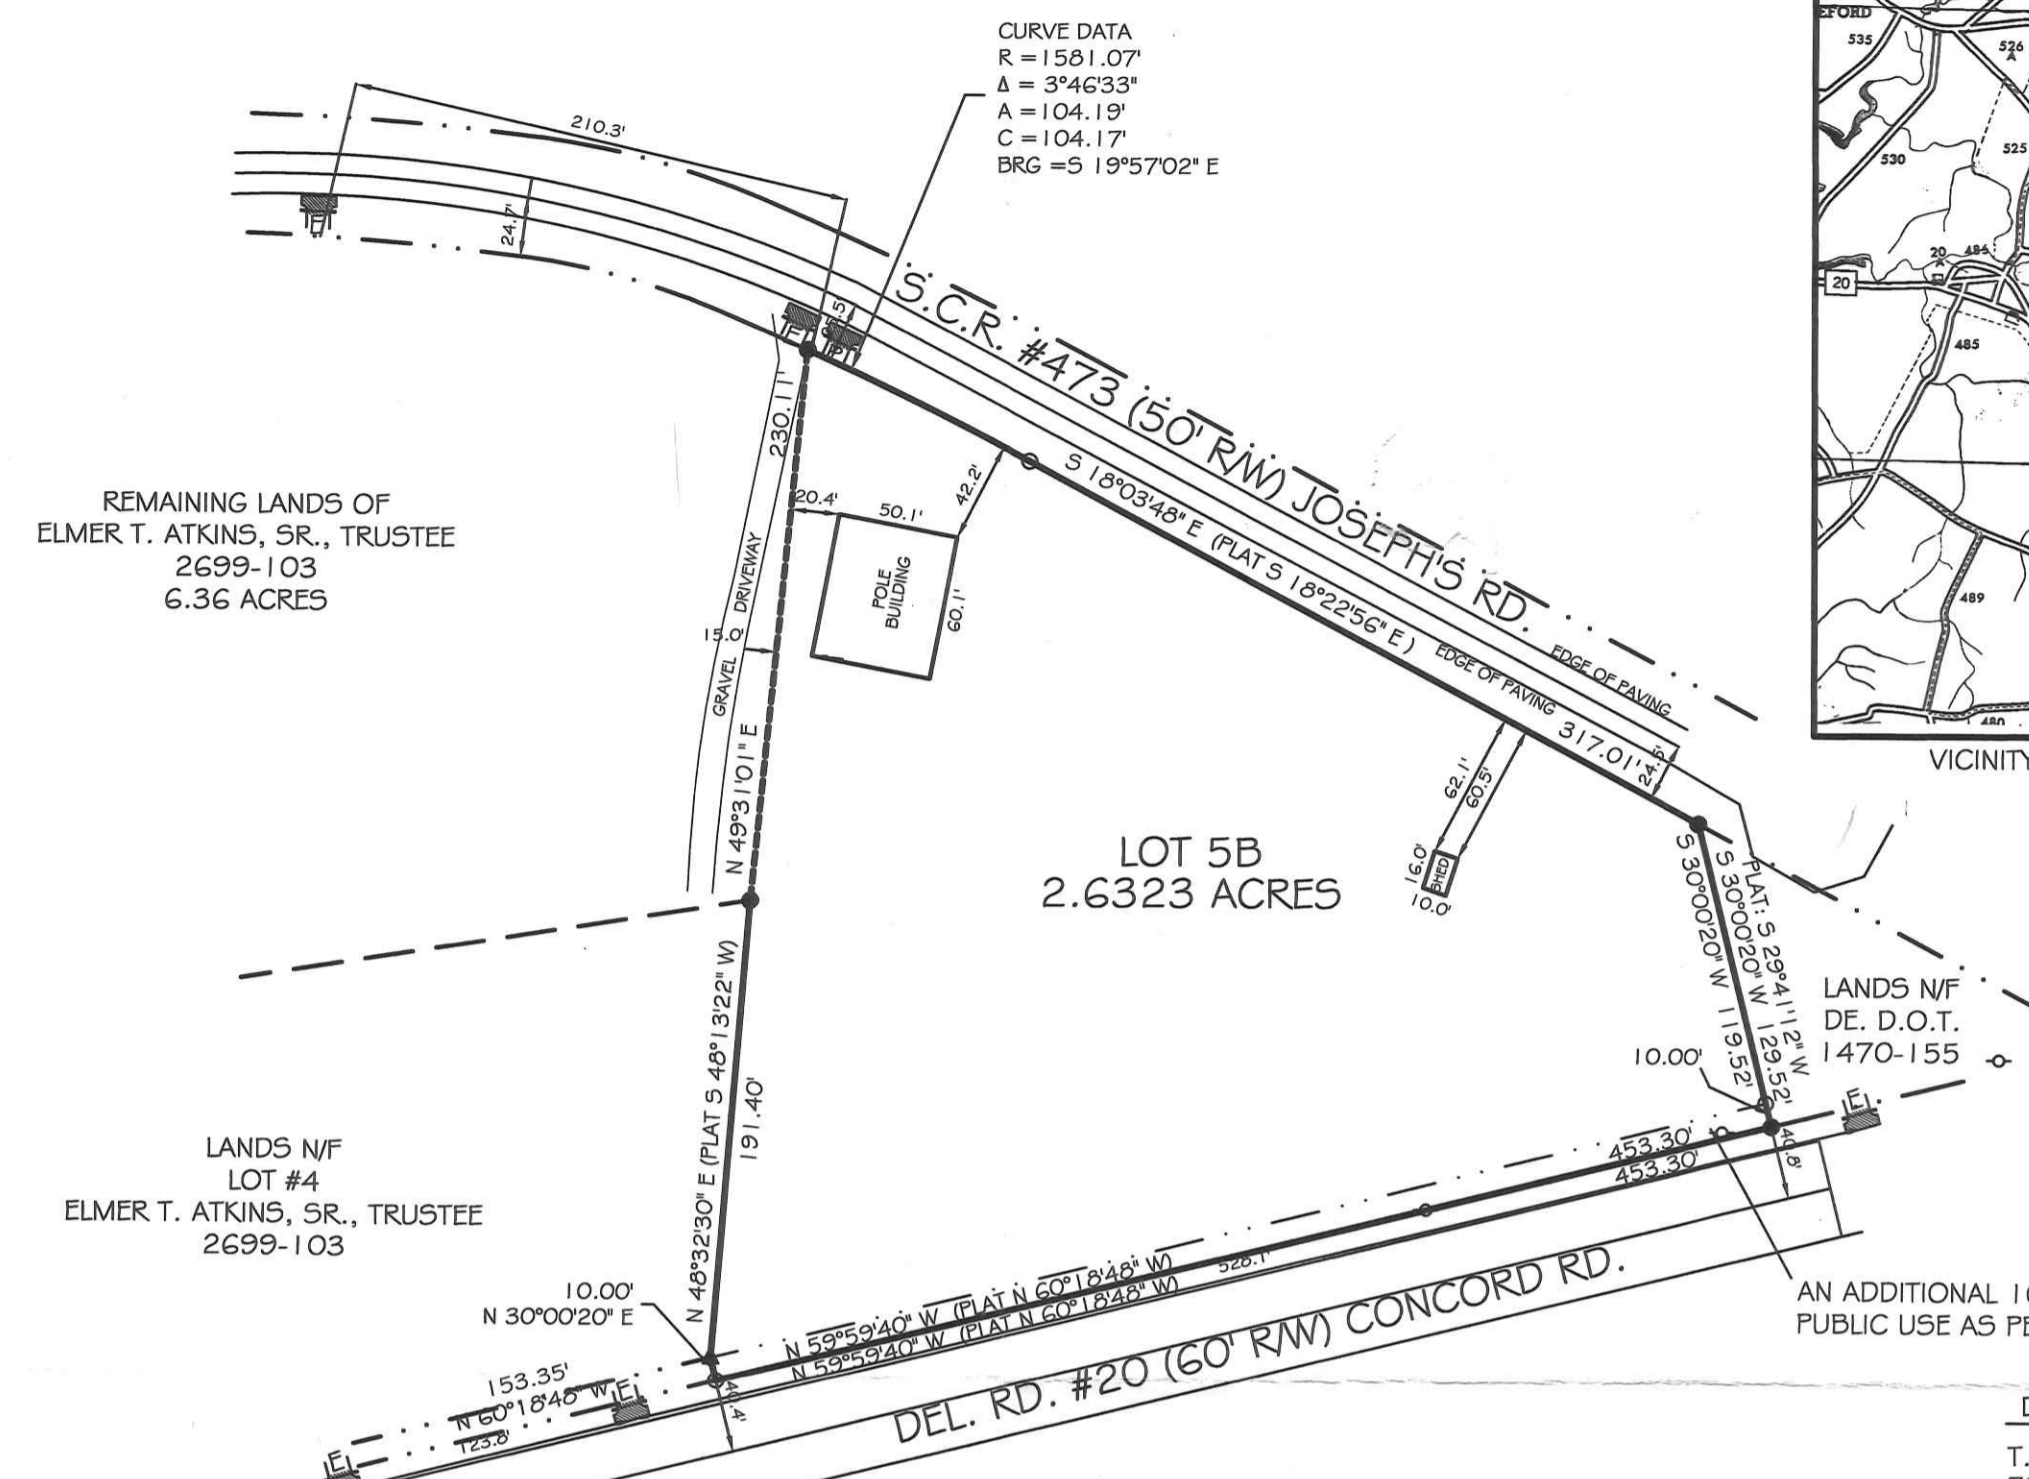 CURVE DATA
R =1581.07'
Δ = 3°46'33"
A =104.19'
C =104.17'
BRG =S 19°57'02" E
210.3'
24.7'
S.C.R. #473 (50' R/W) JOSEPH'S RD.
230.11'
20.4'
50.1'
42.2'
POLE
BUILDING
60.1'
GRAVEL DRIVEWAY
15.0'
N 49°31'01" E
S 18°03'48" E (PLAT S 18°22'56" E)
317.01'
EDGE OF PAVING
EDGE OF PAVING
24.5'
REMAINING LANDS OF
ELMER T. ATKINS, SR., TRUSTEE
2699-103
6.36 ACRES
LOT 5B
2.6323 ACRES
62.1'
60.5'
16.0'
SHED
10.0'
S 30°00'20" W 119.52'
S 30°00'20" W 129.52'
PLAT: S 29°41'12" W
LANDS N/F
DE. D.O.T.
1470-155
10.00'
E
453.30'
453.30'
40.8'
N 48°32'30" E (PLAT S 48°13'22" W)
191.40'
LANDS N/F
LOT #4
ELMER T. ATKINS, SR., TRUSTEE
2699-103
10.00'
N 30°00'20" E
N 59°59'40" W (PLAT N 60°18'48" W)
N 59°59'40" W (PLAT N 60°18'48" W)
528.1'
DEL. RD. #20 (60' R/W) CONCORD RD.
153.35'
N 60°18'48" W
123.8'
E
E
40.4'
AN ADDITIONAL
PUBLIC USE AS
EFORD
535
526
A
530
525
20
A
486
20
485
489
480
VICINITY
T.